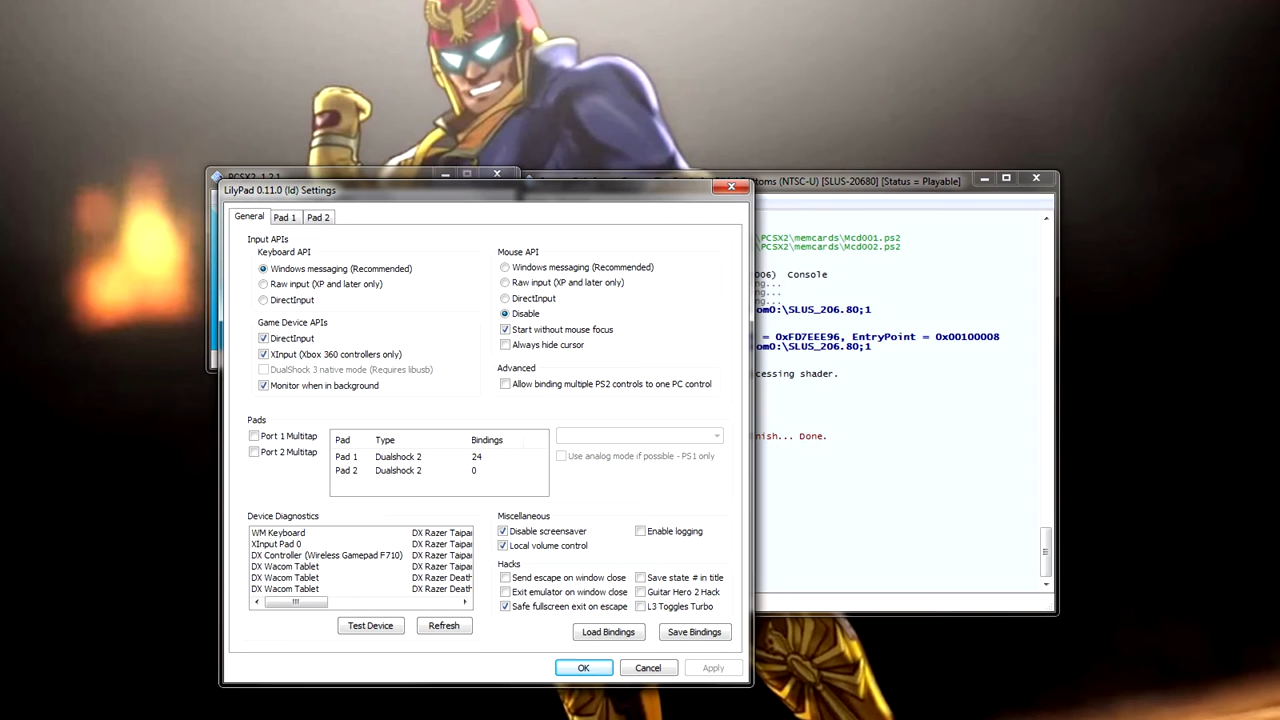 PCSX2 1.2.1
LilyPad 0.11.0 (ld) Settings
toms (NTSC-U) [SLUS-20680] [Status = Playable]
General
Pad 1
Pad 2
Input APIs
Keyboard API
Windows messaging (Recommended)
Raw input (XP and later only)
DirectInput
Game Device APIs
DirectInput
XInput (Xbox 360 controllers only)
DualShock 3 native mode (Requires libusb)
Monitor when in background
Mouse API
Windows messaging (Recommended)
Raw input (XP and later only)
DirectInput
Disable
Start without mouse focus
Always hide cursor
Advanced
Allow binding multiple PS2 controls to one PC control
Pads
Port 1 Multitap
Port 2 Multitap
Pad Type Bindings
Pad 1 Dualshock 2 24
Pad 2 Dualshock 2 0
Use analog mode if possible - PS1 only
Device Diagnostics
WM Keyboard DX Razer Taipa
XInput Pad 0 DX Razer Taipa
DX Controller (Wireless Gamepad F710) DX Razer Taipa
DX Wacom Tablet DX Razer Taipa
DX Wacom Tablet DX Razer Death
DX Wacom Tablet DX Razer Death
Test Device
Refresh
Miscellaneous
Disable screensaver
Enable logging
Local volume control
Hacks
Send escape on window close
Save state # in title
Exit emulator on window close
Guitar Hero 2 Hack
Safe fullscreen exit on escape
L3 Toggles Turbo
Load Bindings
Save Bindings
OK
Cancel
Apply
PCSX2\memcards\Mcd001.ps2
PCSX2\memcards\Mcd002.ps2
006) Console
ng...
ng...
ng...
om0:\SLUS_206.80;1
= 0xFD7EEE96, EntryPoint = 0x00100008
om0:\SLUS_206.80;1
cessing shader.
nish... Done.